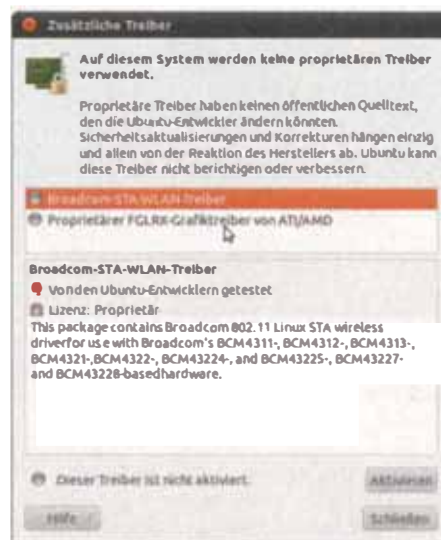 Zusätzliche Treiber
Auf diesem System werden keine proprietären Treiber
verwendet.
Proprietäre Treiber haben keinen öffentlichen Quelltext,
den die Ubuntu-Entwickler ändern könnten.
Sicherheitsaktualisierungen und Korrekturen hängen einzig
und allein von der Reaktion des Herstellers ab. Ubuntu kann
diese Treiber nicht berichtigen oder verbessern.
Broadcom-STA-WLAN-Treiber
Proprietärer FGLRX-Grafiktreiber von ATI/AMD
Broadcom-STA-WLAN-Treiber
Von den Ubuntu-Entwicklern getestet
Lizenz: Proprietär
This package contains Broadcom 802.11 Linux STA wireless
driver for use with Broadcom's BCM4311-, BCM4312-, BCM4313-,
BCM4321-, BCM4322-, BCM43224-, and BCM43225-, BCM43227-
and BCM43228-based hardware.
Dieser Treiber ist nicht aktiviert.
Aktivieren
Hilfe
Schließen